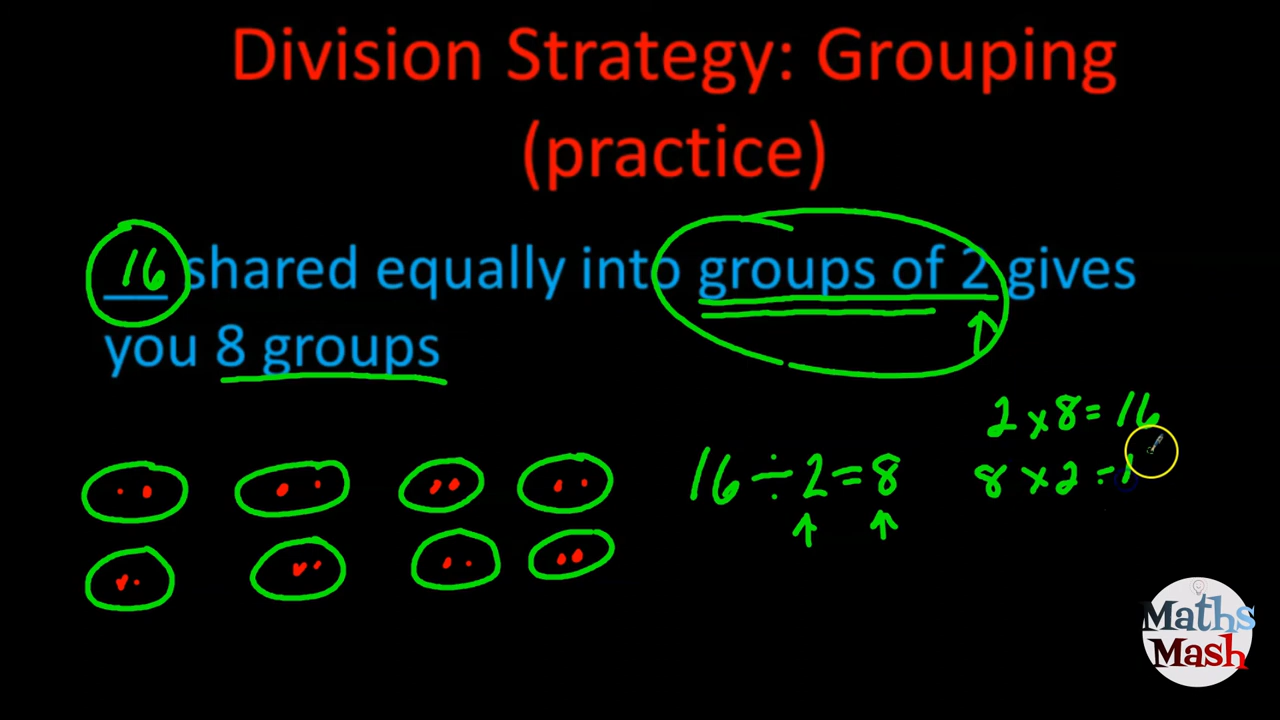 Division Strategy: Grouping
(practice)
16 shared equally into groups of 2 gives
you 8 groups
2 x 8 = 16
16 ÷ 2 = 8
8 x 2 = 1
Maths
Mash